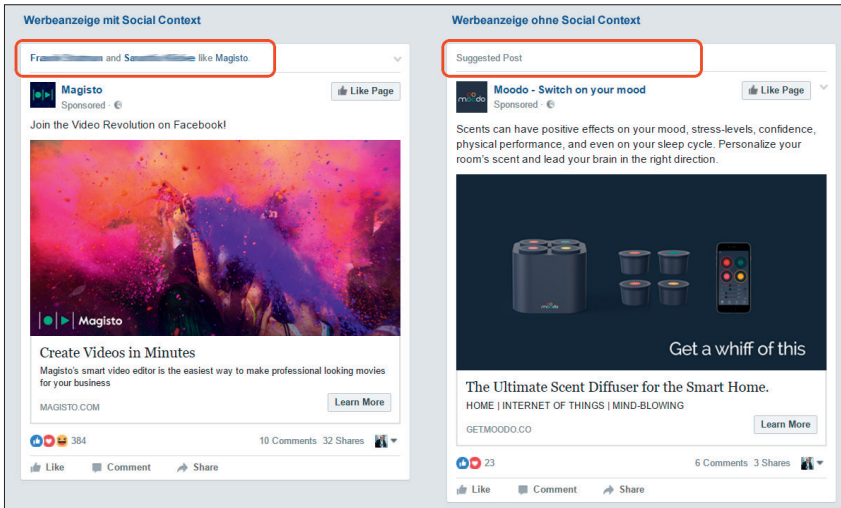 Werbeanzeige mit Social Context
and like Magisto.
Magisto
Sponsored ·
Like Page
Join the Video Revolution on Facebook!
Magisto
Create Videos in Minutes
Magisto's smart video editor is the easiest way to make professional looking movies
for your business
MAGISTO.COM
Learn More
384
10 Comments 32 Shares
Like Comment Share
Werbeanzeige ohne Social Context
Suggested Post
moodo
Moodo - Switch on your mood
Sponsored ·
Like Page
Scents can have positive effects on your mood, stress-levels, confidence,
physical performance, and even on your sleep cycle. Personalize your
room's scent and lead your brain in the right direction.
moodo
Get a whiff of this
The Ultimate Scent Diffuser for the Smart Home.
HOME | INTERNET OF THINGS | MIND-BLOWING
GETMOODO.CO
Learn More
23
6 Comments 3 Shares
Like Comment Share